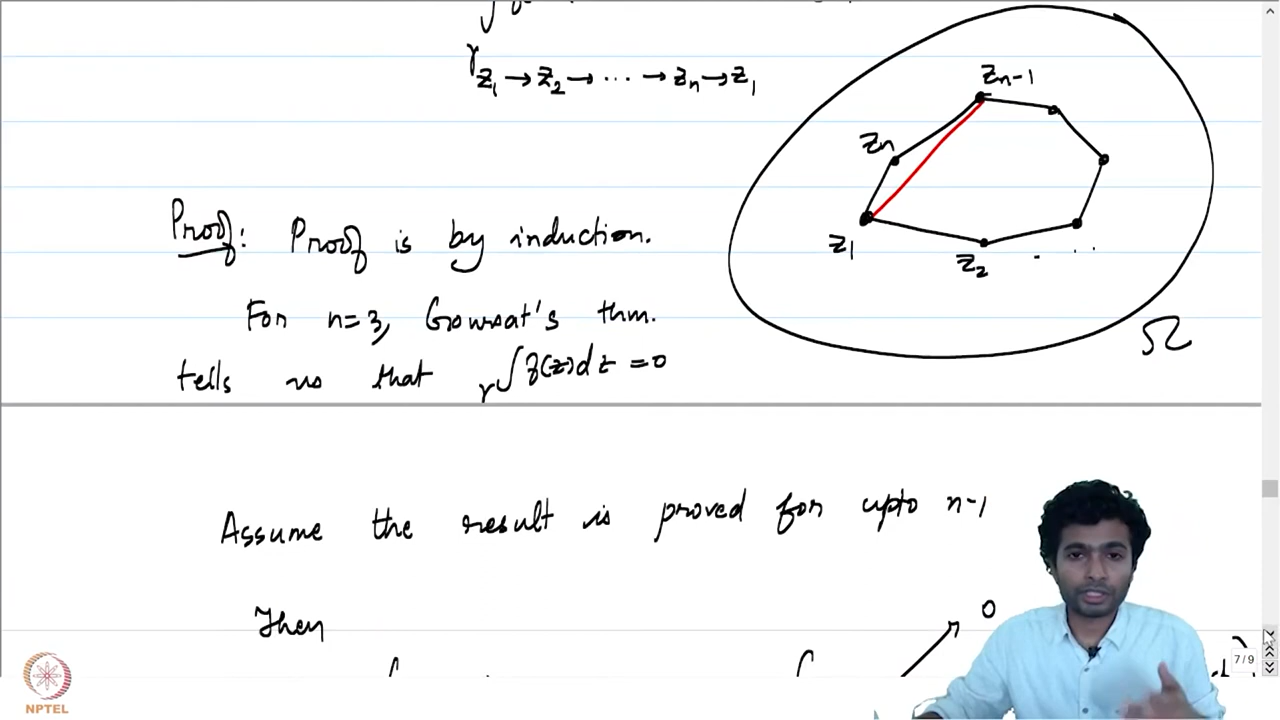 z₁ → z₂ → ⋯ → zₙ → z₁
zₙ₋₁
zₙ
z₁
z₂
Ω
Proof: Proof is by induction.
For n=3, Goursat's thm.
tells us that ᵧ∫ f(z)dz = 0
Assume the result is proved for upto n-1
Then
0
7 / 9
NPTEL